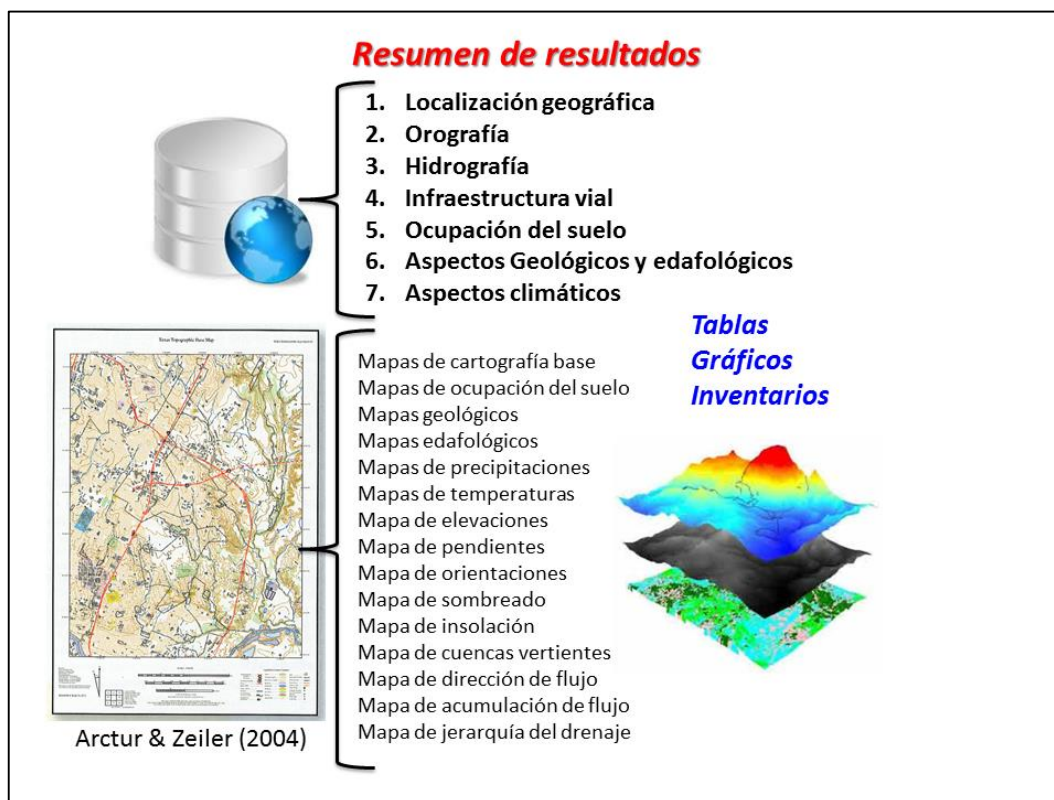 Resumen de resultados
1. Localización geográfica
2. Orografía
3. Hidrografía
4. Infraestructura vial
5. Ocupación del suelo
6. Aspectos Geológicos y edafológicos
7. Aspectos climáticos
Tablas
Gráficos
Inventarios
Texas Topographic Base Map
Mapas de cartografía base
Mapas de ocupación del suelo
Mapas geológicos
Mapas edafológicos
Mapas de precipitaciones
Mapas de temperaturas
Mapa de elevaciones
Mapa de pendientes
Mapa de orientaciones
Mapa de sombreado
Mapa de insolación
Mapa de cuencas vertientes
Mapa de dirección de flujo
Mapa de acumulación de flujo
Mapa de jerarquía del drenaje
Arctur & Zeiler (2004)